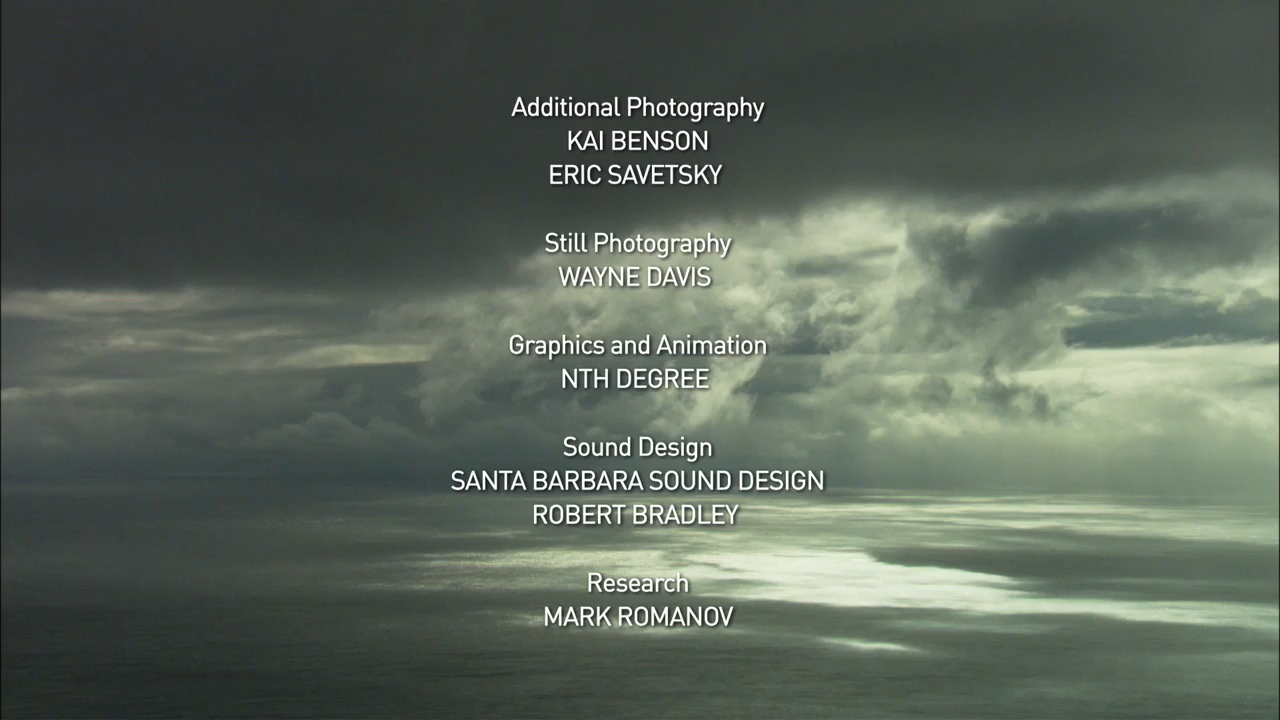 Additional Photography
KAI BENSON
ERIC SAVETSKY
Still Photography
WAYNE DAVIS
Graphics and Animation
NTH DEGREE
Sound Design
SANTA BARBARA SOUND DESIGN
ROBERT BRADLEY
Research
MARK ROMANOV